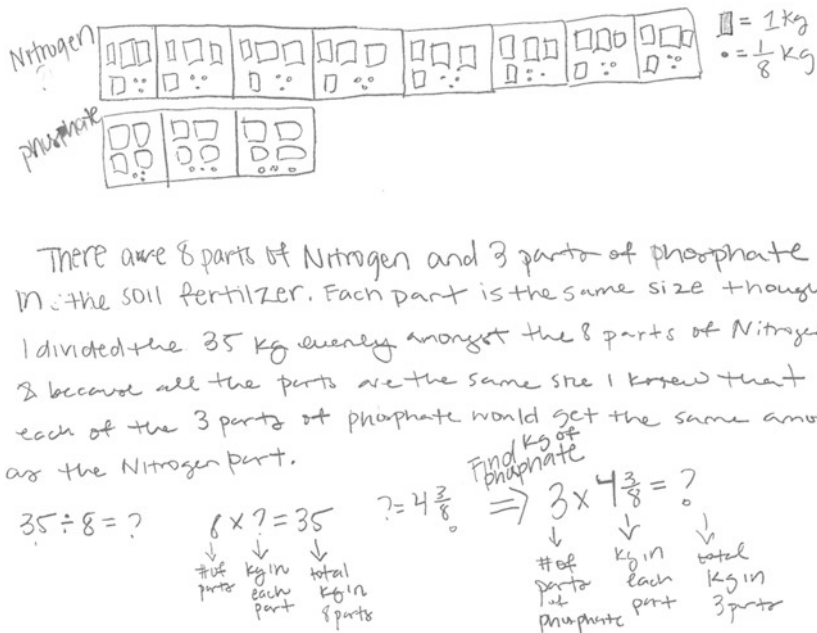 Nitrogen
?
▯ = 1 kg
• = 1/8 kg
phosphate
There are 8 parts of Nitrogen and 3 parts of phosphate
in the soil fertilzer. Each part is the same size though
I divided the 35 kg evenly amongst the 8 parts of Nitrogen
& because all the parts are the same size I knew that
each of the 3 parts of phosphate would get the same amo
as the Nitrogen part.
Find kg of
phaphate
35 ÷ 8 = ? 8 × ? = 35 ? = 4 3/8 ⇒ 3 × 4 3/8 = ?
# of parts
kg in each part
total kg in 8 parts
# of parts of phosphate
kg in each part
total kg in 3 parts